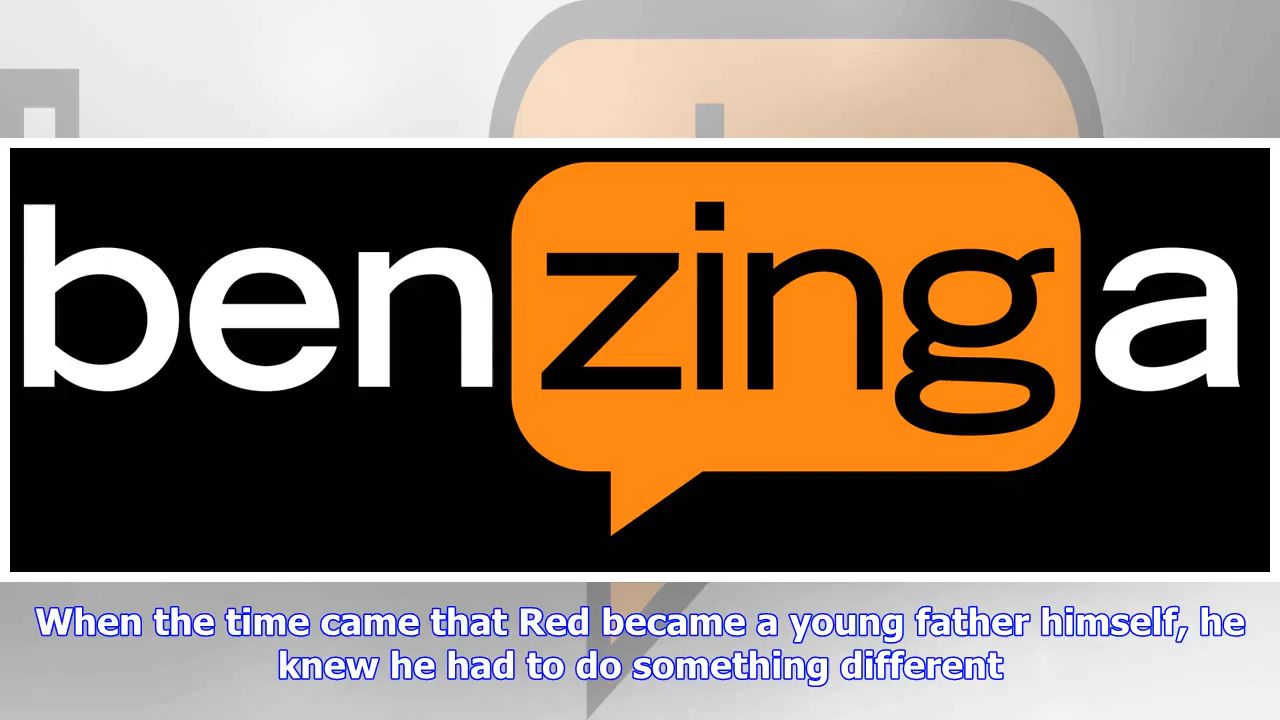 benzinga
When the time came that Red became a young father himself, he
knew he had to do something different